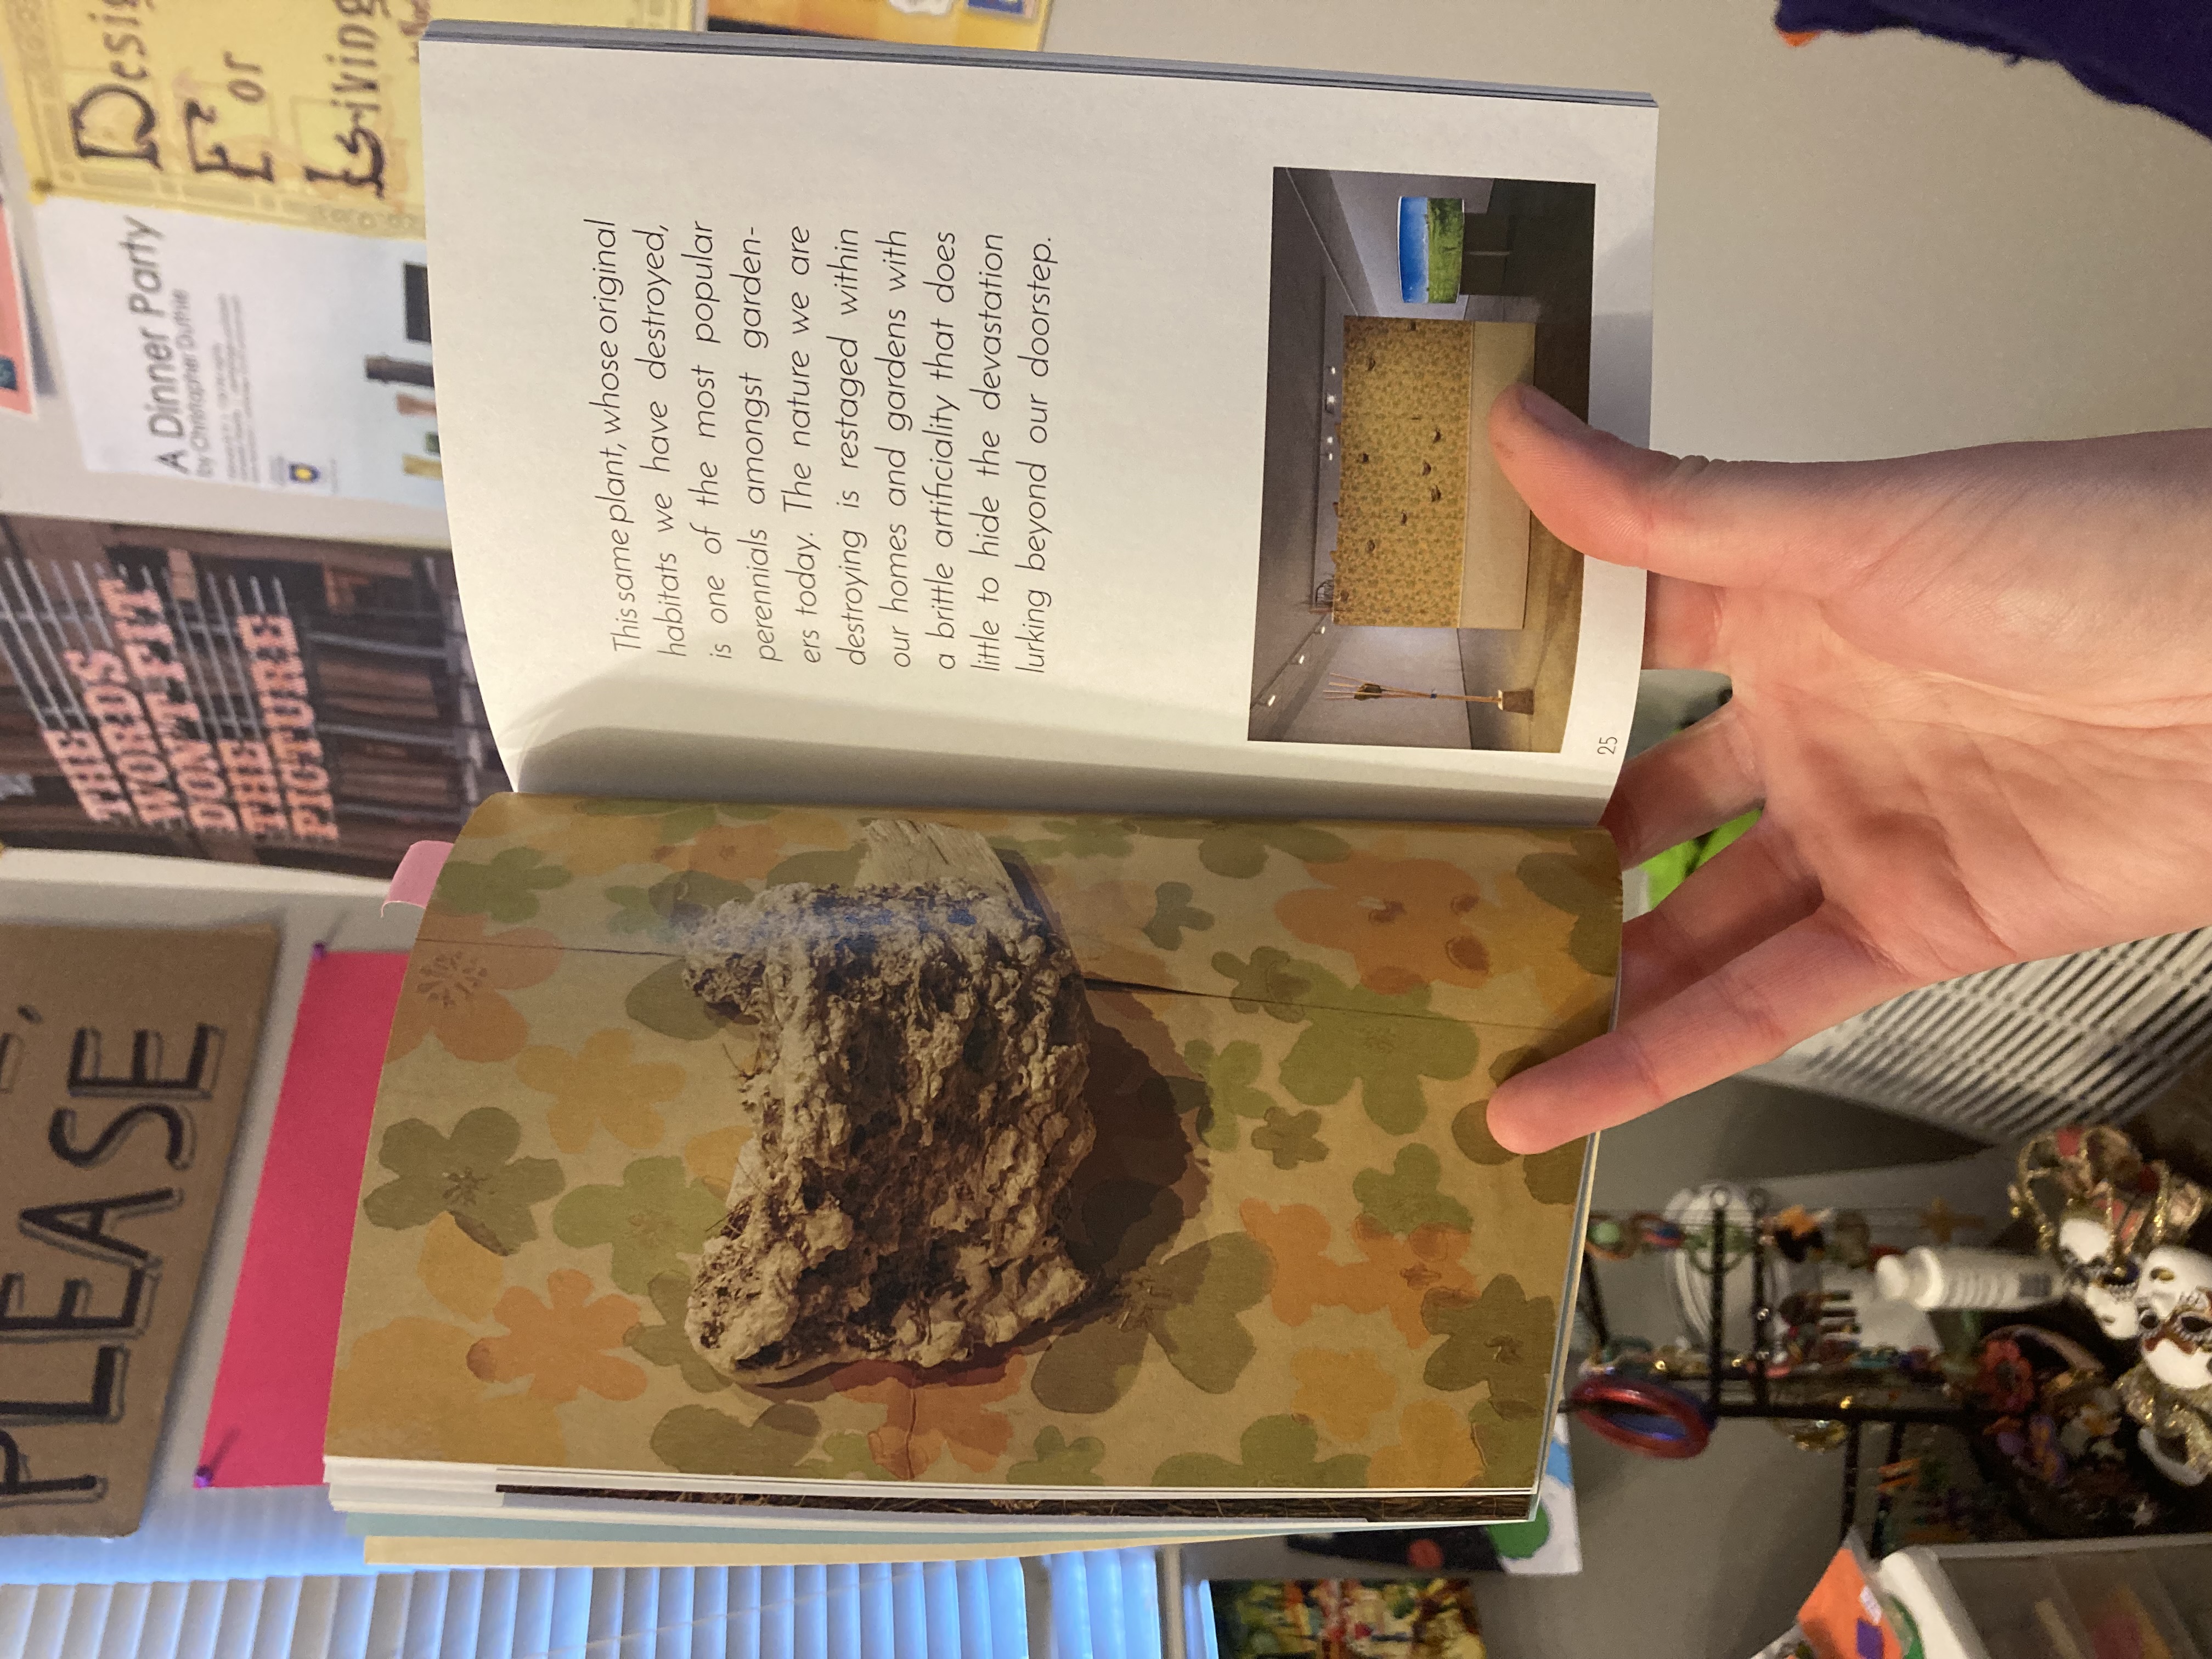 PLEASE
THE
WORDS
DON'T FIT
THE
PICTURE
A Dinner Party
by Christopher Duthie
Desig
For
Living
This same plant, whose original
habitats we have destroyed,
is one of the most popular
perennials amongst garden-
ers today. The nature we are
destroying is restaged within
our homes and gardens with
a brittle artificiality that does
little to hide the devastation
lurking beyond our doorstep.
25